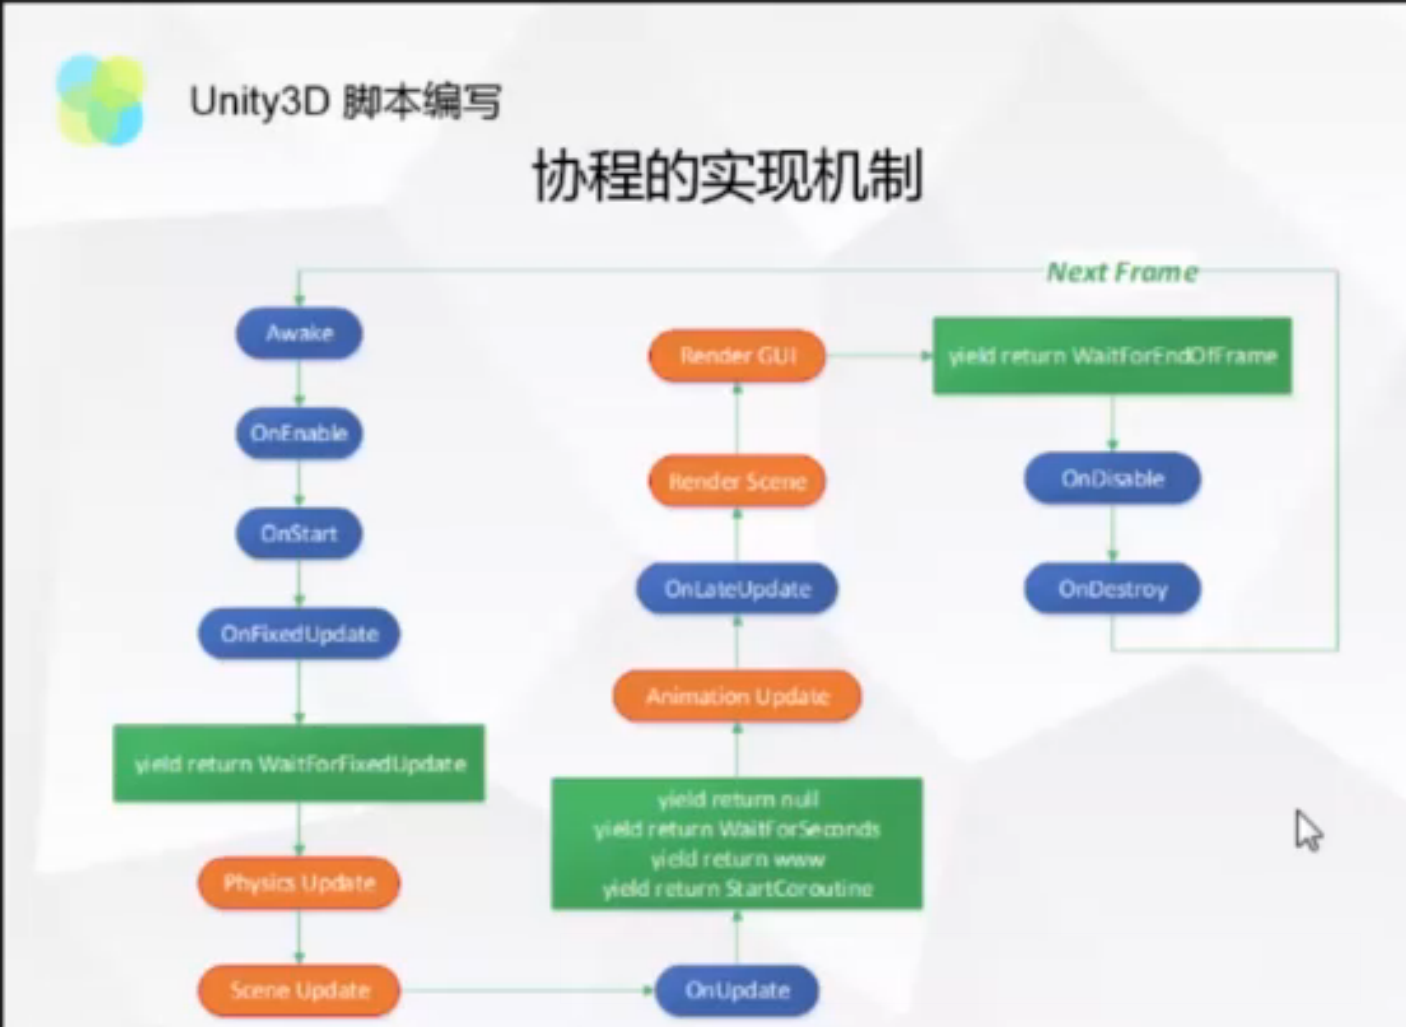 Unity3D 脚本编写
协程的实现机制
Next Frame
Awake
OnEnable
OnStart
OnFixedUpdate
yield return WaitForFixedUpdate
Physics Update
Scene Update
OnUpdate
yield return null
yield return WaitForSeconds
yield return www
yield return StartCoroutine
Animation Update
OnLateUpdate
Render Scene
Render GUI
yield return WaitForEndOfFrame
OnDisable
OnDestroy